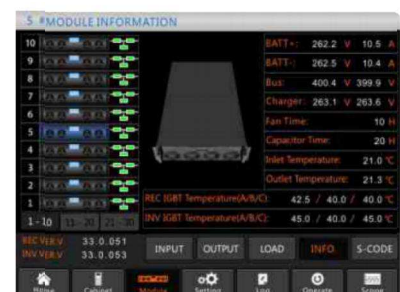 5 #MODULE INFORMATION
10
9
8
7
6
5
4
3
2
1
1-10 11-20 21-30
BATT+: 262.2 V 10.5 A
BATT-: 262.5 V 10.4 A
Bus: 400.4 V 399.9 V
Charger: 263.1 V 263.6 V
Fan Time: 10 H
Capacitor Time: 20 H
Inlet Temperature: 21.0 ℃
Outlet Temperature: 21.3 ℃
REC IGBT Temperature(A/B/C): 42.5 / 40.0 / 40.0 ℃
INV IGBT Temperature(A/B/C): 45.0 / 40.0 / 45.0 ℃
REC VER.V 33.0.051
INV VER.V 33.0.053
INPUT OUTPUT LOAD INFO. S-CODE
Home Cabinet Module Setting Log Operate Scope